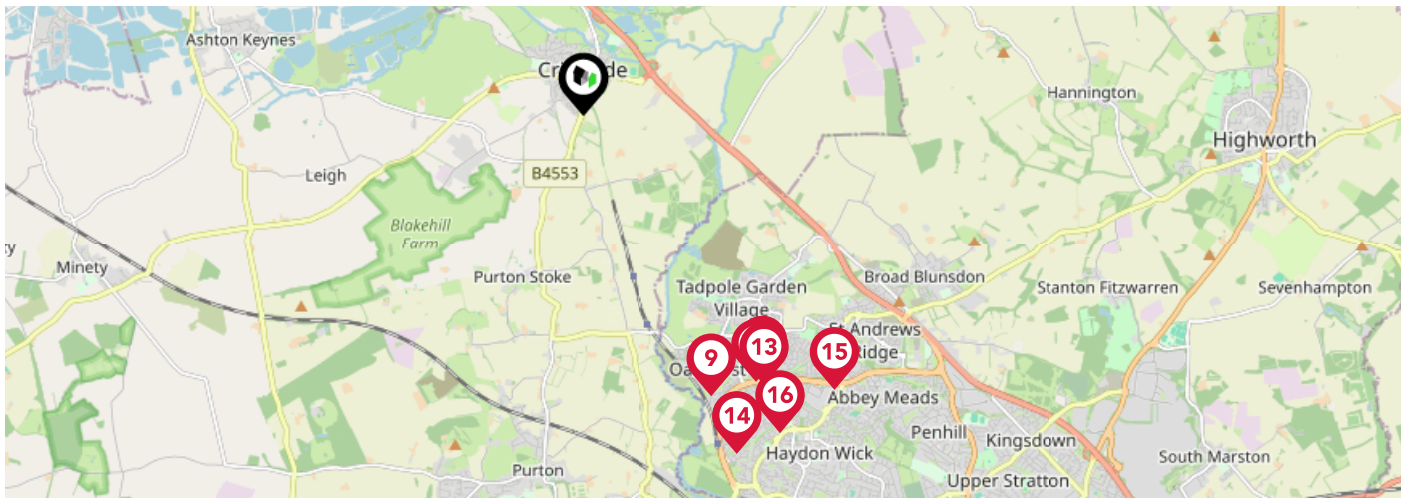 Ashton Keynes
Hannington
Highworth
B4553
Leigh
Blakehill
Farm
Minety
Purton Stoke
Broad Blunsdon
Tadpole Garden
Village
Stanton Fitzwarren
Sevenhampton
St Andrews
Ridge
13
15
9
16
14
Abbey Meads
Penhill
Kingsdown
Haydon Wick
South Marston
Purton
Upper Stratton